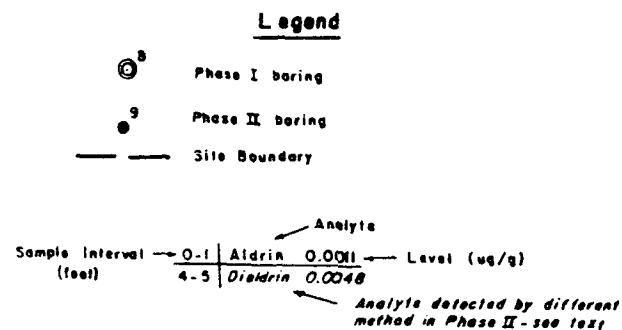 Legend
8
Phase I boring
9
Phase II boring
Site Boundary
Analyte
Sample Interval 0-1 Aldrin 0.0011 Level (ug/g)
(feet) 4-5 Dieldrin 0.0048
Analyte detected by different
method in Phase II - see text